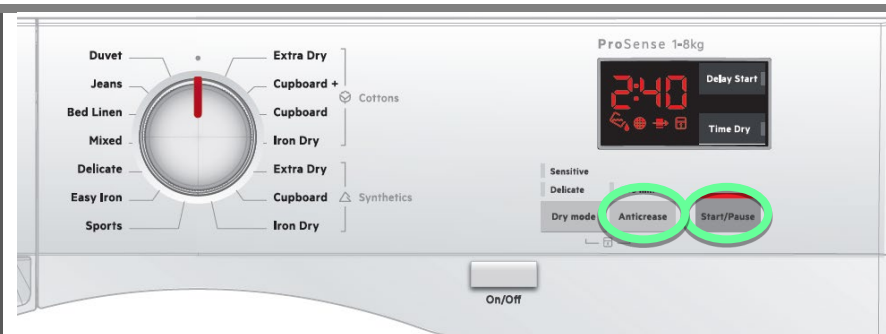 ProSense 1-8kg
Duvet
Jeans
Bed Linen
Mixed
Delicate
Easy Iron
Sports
Extra Dry
Cupboard +
Cupboard
Iron Dry
Cottons
Extra Dry
Cupboard
Iron Dry
Synthetics
2:40
Delay Start
Time Dry
Sensitive
Delicate
Dry mode
Anticrease
Start/Pause
On/Off